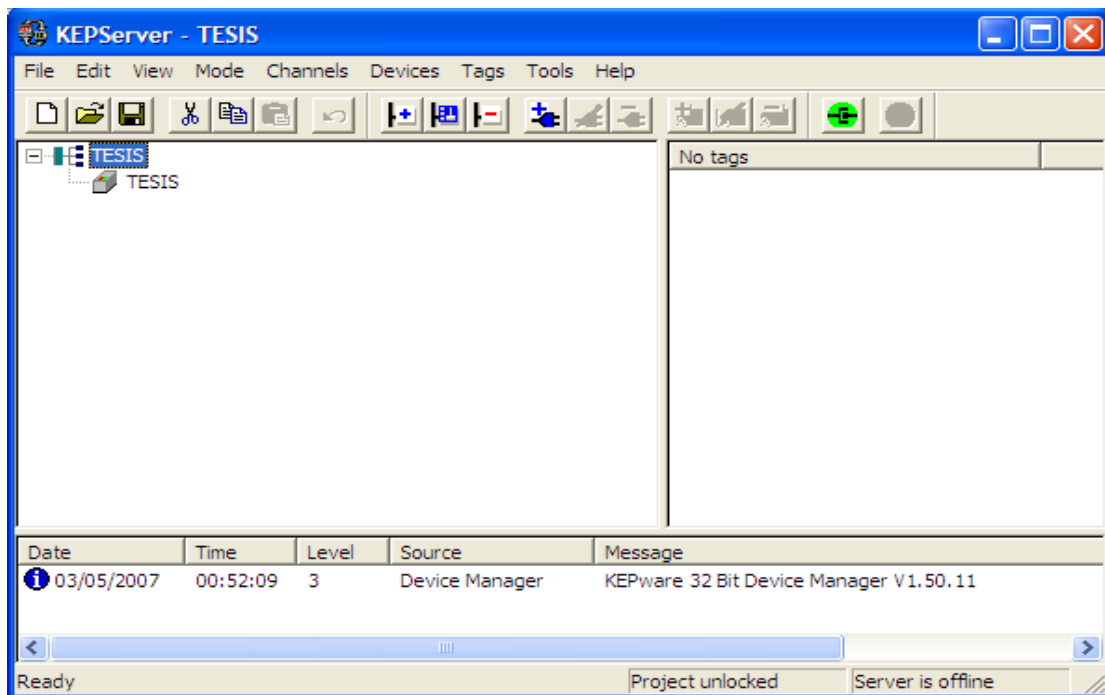 KEPServer - TESIS
File Edit View Mode Channels Devices Tags Tools Help
TESIS
TESIS
No tags
Date Time Level Source Message
03/05/2007 00:52:09 3 Device Manager KEPware 32 Bit Device Manager V1.50.11
Ready Project unlocked Server is offline